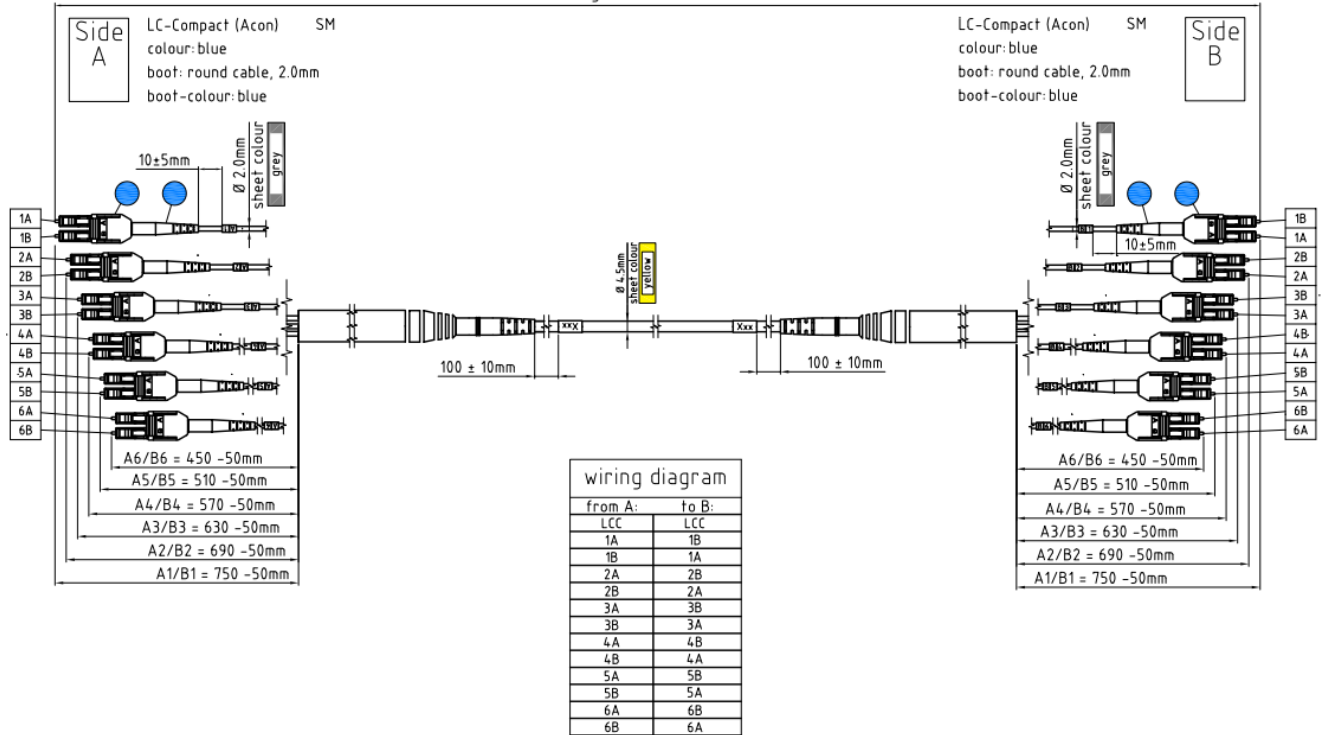 Side
A
LC-Compact (Acon) SM
colour: blue
boot: round cable, 2.0mm
boot-colour: blue
LC-Compact (Acon) SM
colour: blue
boot: round cable, 2.0mm
boot-colour: blue
Side
B
10±5mm
Ø 2.0mm
sheet colour
grey
Ø 2.0mm
sheet colour
grey
10±5mm
1A
1B
2A
2B
3A
3B
4A
4B
5A
5B
6A
6B
Ø 4.5mm
sheet colour
yellow
xxX
Xxx
100 ± 10mm
100 ± 10mm
1B
1A
2B
2A
3B
3A
4B
4A
5B
5A
6B
6A
A6/B6 = 450 -50mm
A5/B5 = 510 -50mm
A4/B4 = 570 -50mm
A3/B3 = 630 -50mm
A2/B2 = 690 -50mm
A1/B1 = 750 -50mm
A6/B6 = 450 -50mm
A5/B5 = 510 -50mm
A4/B4 = 570 -50mm
A3/B3 = 630 -50mm
A2/B2 = 690 -50mm
A1/B1 = 750 -50mm
wiring diagram
from A: to B:
LCC LCC
1A 1B
1B 1A
2A 2B
2B 2A
3A 3B
3B 3A
4A 4B
4B 4A
5A 5B
5B 5A
6A 6B
6B 6A